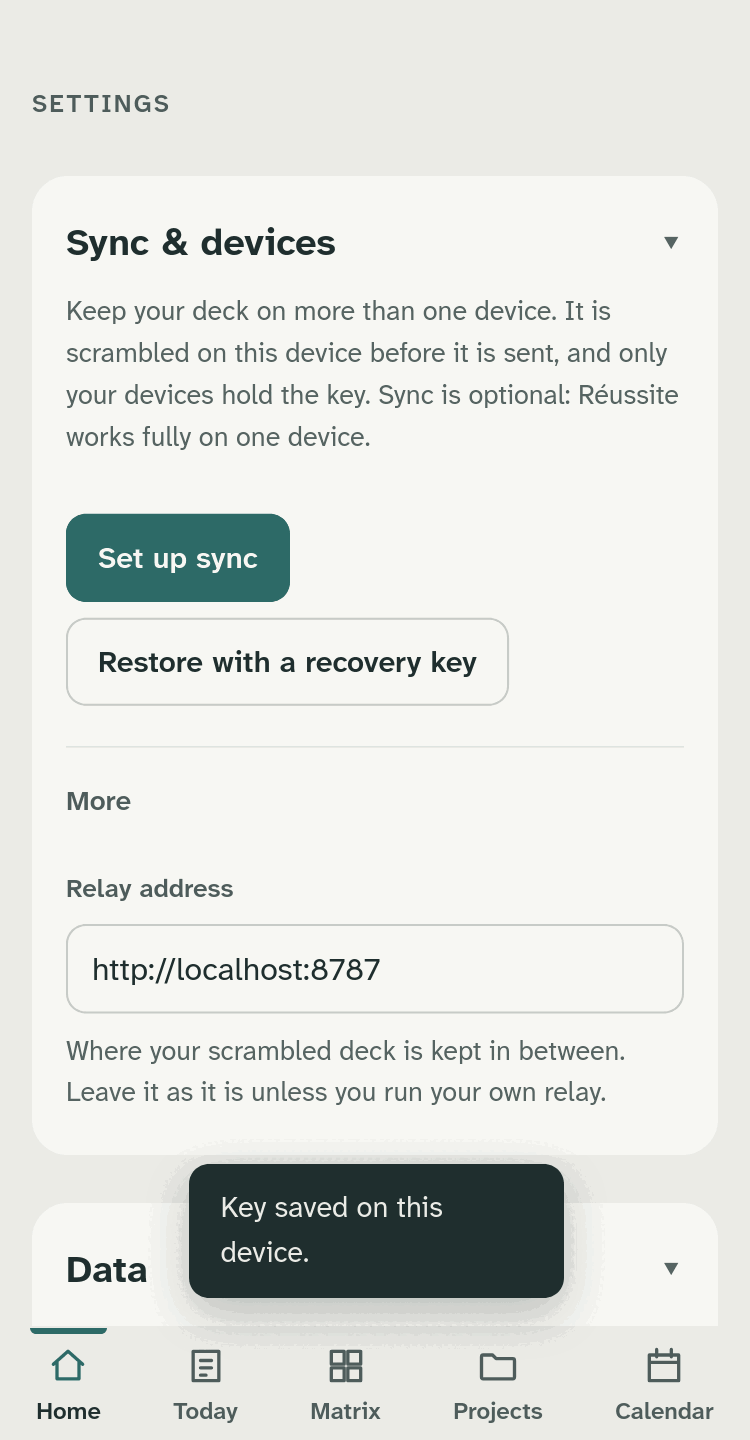 SETTINGS
Sync & devices
Keep your deck on more than one device. It is
scrambled on this device before it is sent, and only
your devices hold the key. Sync is optional: Réussite
works fully on one device.
Set up sync
Restore with a recovery key
More
Relay address
http://localhost:8787
Where your scrambled deck is kept in between.
Leave it as it is unless you run your own relay.
Key saved on this
device.
Data
Home
Today
Matrix
Projects
Calendar